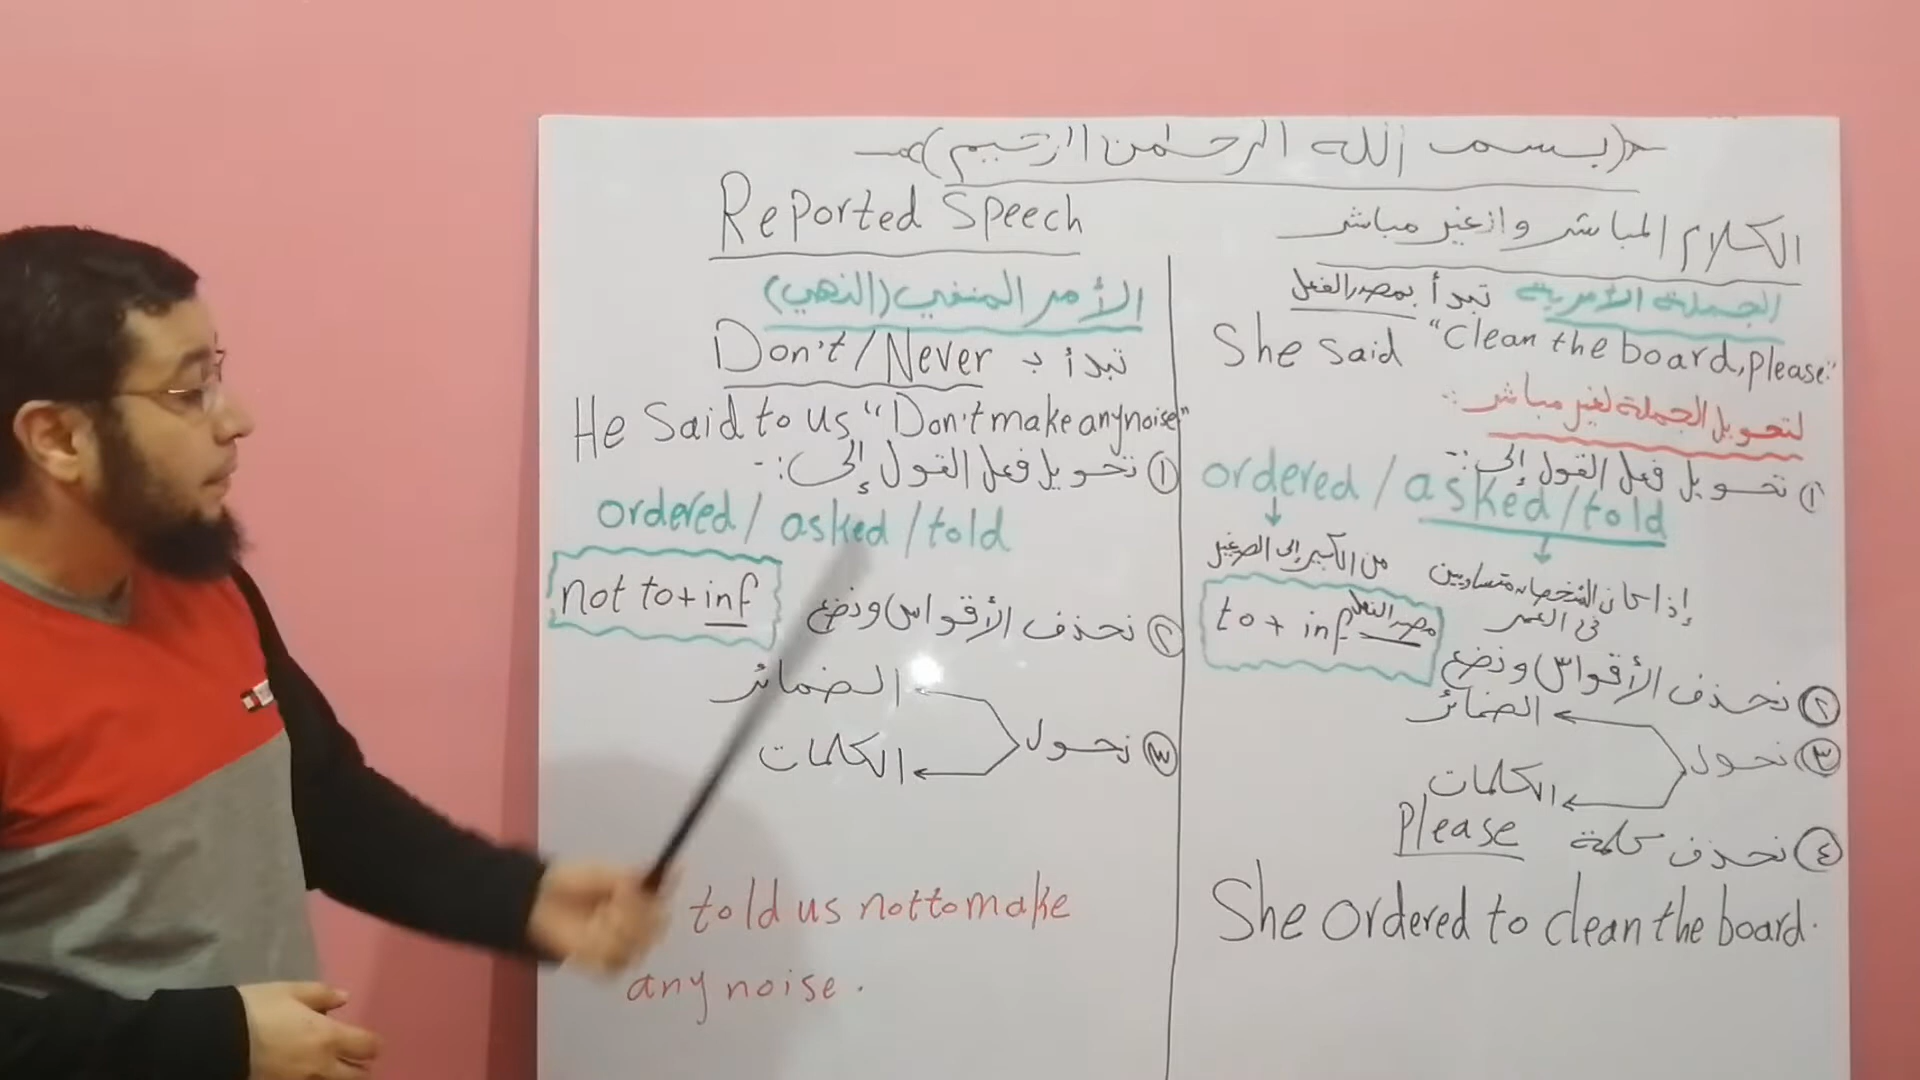 ﴿بسم الله الرحمن الرحيم﴾
Reported Speech
الكلام المباشر والغير مباشر
الجملة الأمرية تبدأ بمصدر الفعل
She said "Clean the board, please"
لتحويل الجملة لغير مباشر :-
١ تحويل فعل القول إلى :-
ordered / asked / told
من الكبير إلى الصغير
إذا كان الشخصان متساويين
فى العمر
٢ نحذف الأقواس ونضع
to + inf مصدر الفعل
٣ نحول
الضمائر
الكلمات
٤ نحذف كلمة Please
She ordered to clean the board.
الأمر المنفي (النهي)
تبدأ بـ Don't / Never
He Said to us "Don't make any noise"
١ تحويل فعل القول إلى :-
ordered / asked / told
٢ نحذف الأقواس ونضع
not to + inf
٣ نحول
الضمائر
الكلمات
told us not to make
any noise.